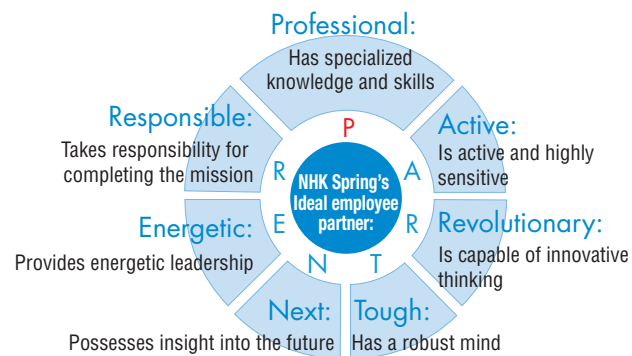 Professional:
Has specialized
knowledge and skills
P
Active:
Is active and highly
sensitive
A
Revolutionary:
Is capable of innovative
thinking
R
Tough:
Has a robust mind
T
Next:
Possesses insight into the future
N
Energetic:
Provides energetic leadership
E
Responsible:
Takes responsibility for
completing the mission
R
NHK Spring's
Ideal employee
partner: